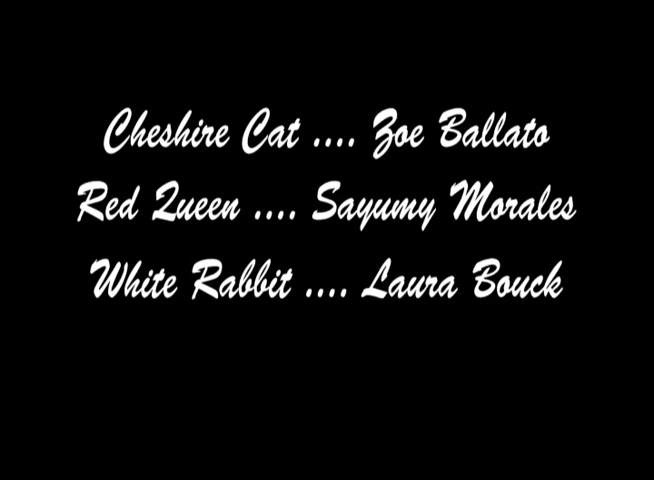 Cheshire Cat .... Zoe Ballato
Red Queen .... Sayumy Morales
White Rabbit .... Laura Bouck